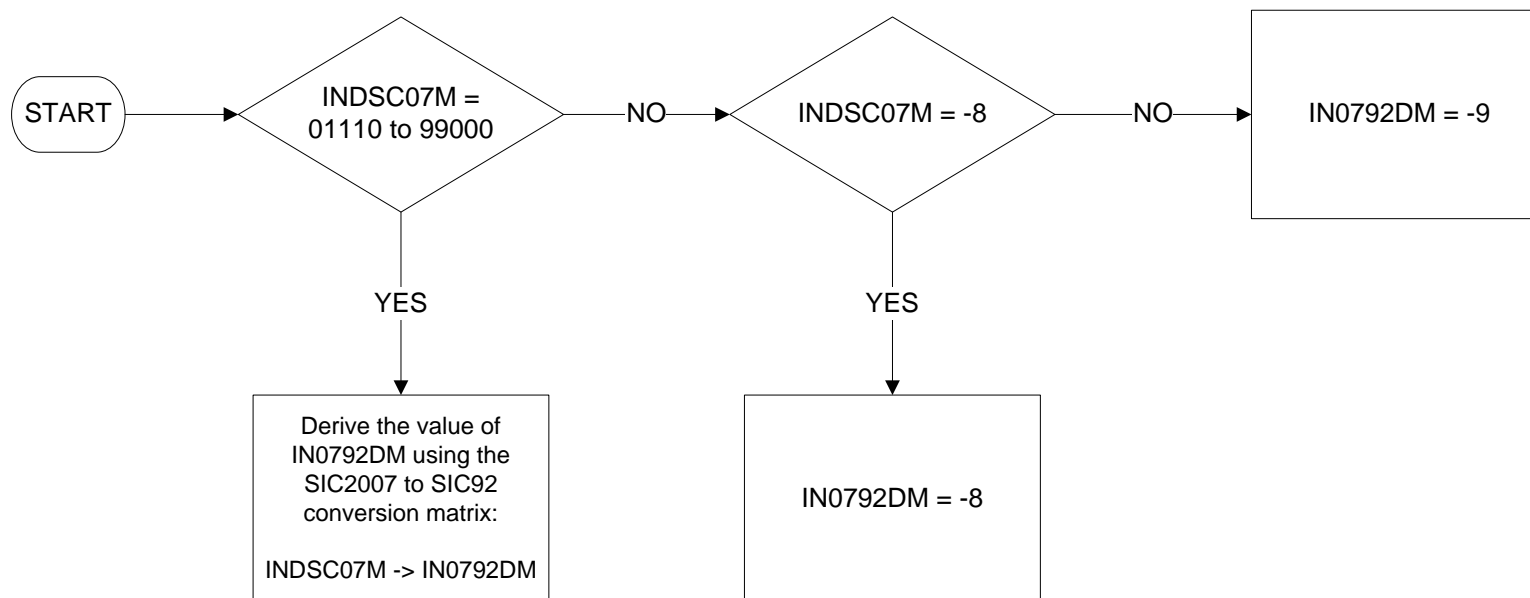 START
INDSC07M =
01110 to 99000
NO
INDSC07M = -8
NO
IN0792DM = -9
YES
YES
Derive the value of
IN0792DM using the
SIC2007 to SIC92
conversion matrix:
INDSC07M -> IN0792DM
IN0792DM = -8